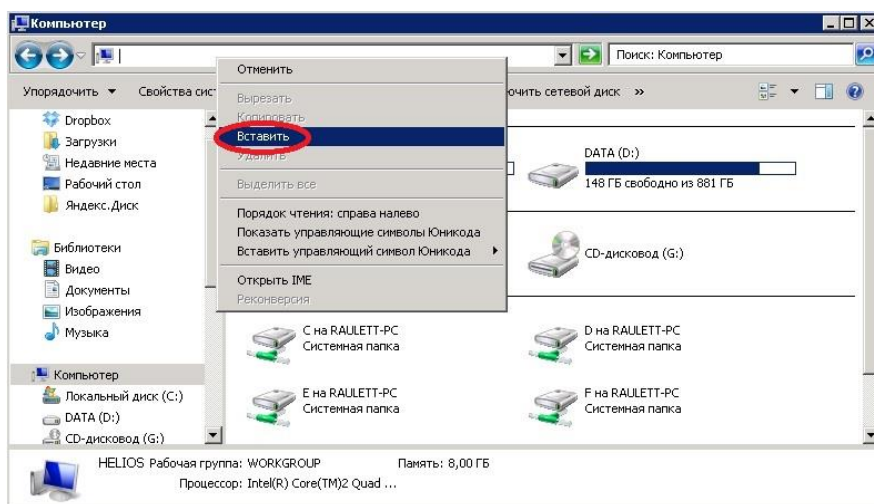 Компьютер
Поиск: Компьютер
Упорядочить
Свойства сис
ючить сетевой диск »
Отменить
Вырезать
Копировать
Вставить
Удалить
Выделить все
Порядок чтения: справа налево
Показать управляющие символы Юникода
Вставить управляющий символ Юникода
Открыть IME
Реконверсия
Dropbox
Загрузки
Недавние места
Рабочий стол
Яндекс.Диск
Библиотеки
Видео
Документы
Изображения
Музыка
Компьютер
Локальный диск (C:)
DATA (D:)
CD-дисковод (G:)
DATA (D:)
148 ГБ свободно из 881 ГБ
CD-дисковод (G:)
C на RAULETT-PC
Системная папка
D на RAULETT-PC
Системная папка
E на RAULETT-PC
Системная папка
F на RAULETT-PC
Системная папка
HELIOS Рабочая группа: WORKGROUP Память: 8,00 ГБ
Процессор: Intel(R) Core(TM)2 Quad ...